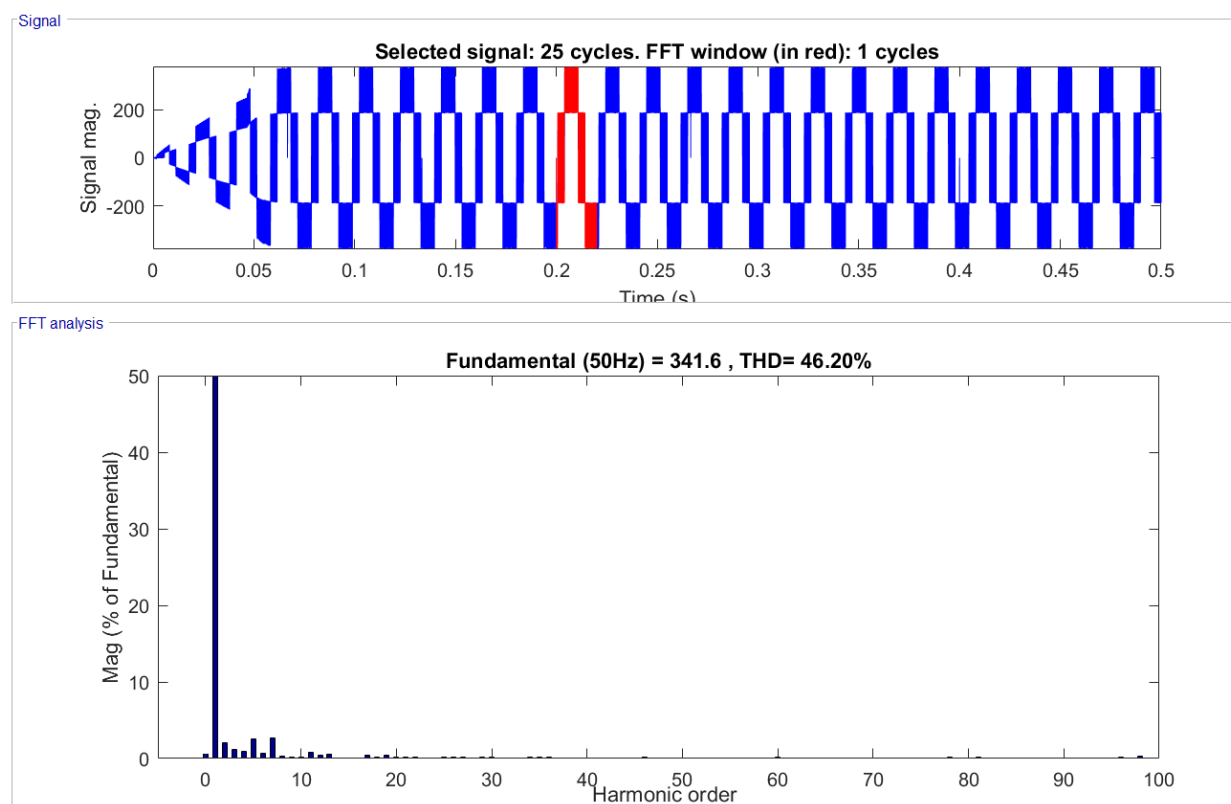 Signal
Selected signal: 25 cycles. FFT window (in red): 1 cycles
Signal mag.
200
0
-200
0 0.05 0.1 0.15 0.2 0.25 0.3 0.35 0.4 0.45 0.5
Time (s)
FFT analysis
Fundamental (50Hz) = 341.6 , THD= 46.20%
Mag (% of Fundamental)
50
40
30
20
10
0
0 10 20 30 40 50 60 70 80 90 100
Harmonic order